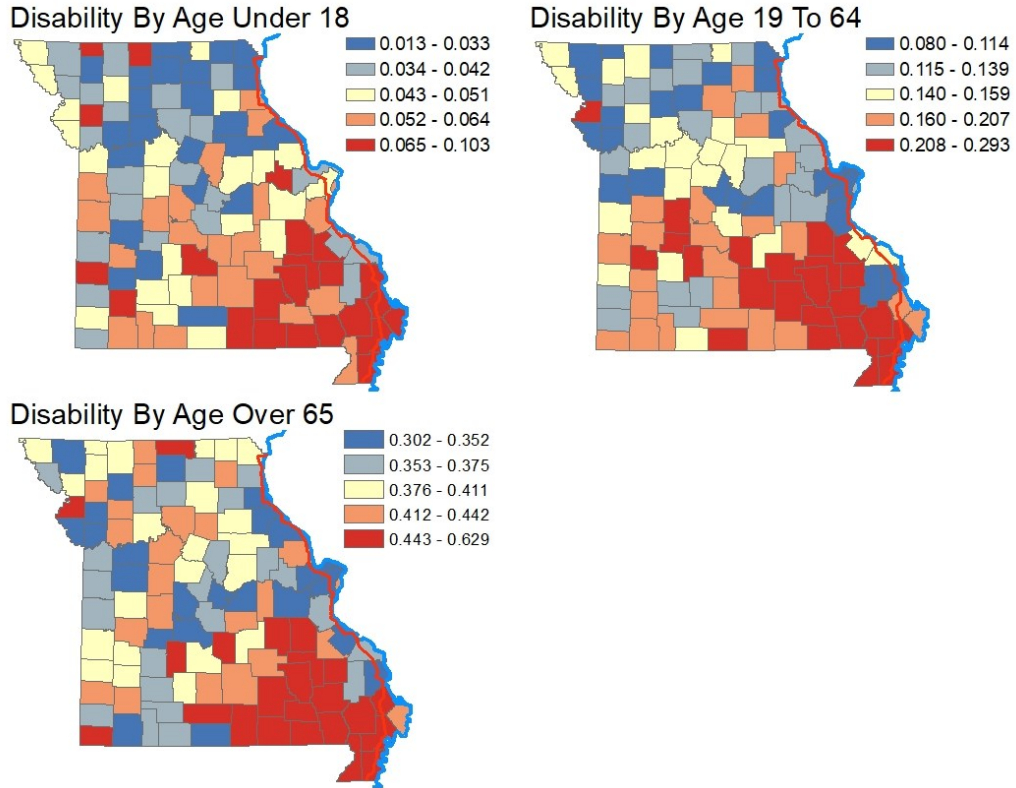 Disability By Age Under 18
0.013 - 0.033
0.034 - 0.042
0.043 - 0.051
0.052 - 0.064
0.065 - 0.103
Disability By Age 19 To 64
0.080 - 0.114
0.115 - 0.139
0.140 - 0.159
0.160 - 0.207
0.208 - 0.293
Disability By Age Over 65
0.302 - 0.352
0.353 - 0.375
0.376 - 0.411
0.412 - 0.442
0.443 - 0.629